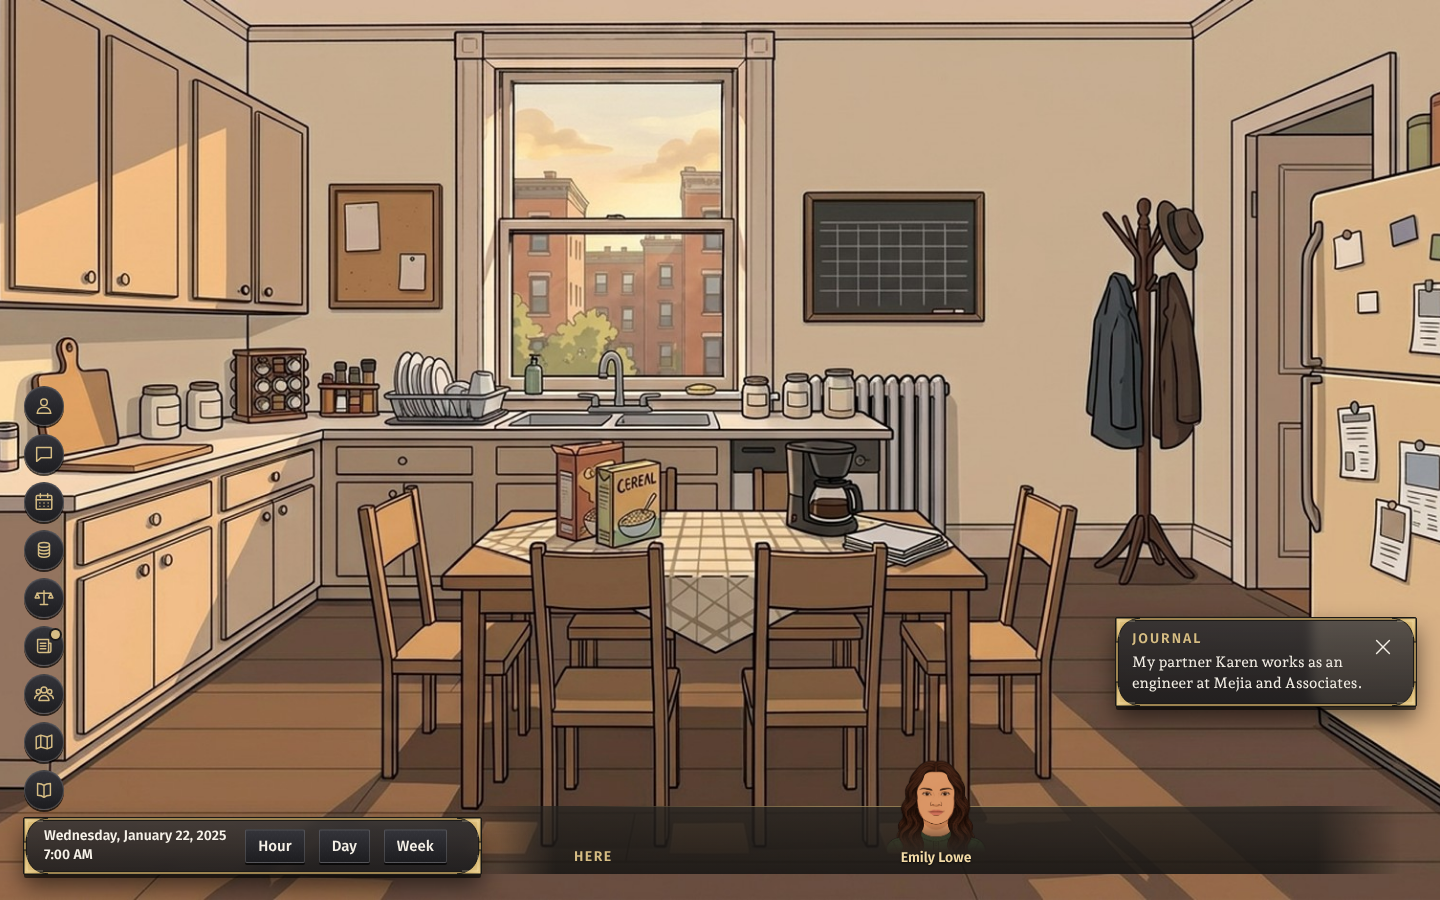 CEREAL
JOURNAL
My partner Karen works as an
engineer at Mejia and Associates.
Wednesday, January 22, 2025
7:00 AM
Hour
Day
Week
HERE
Emily Lowe